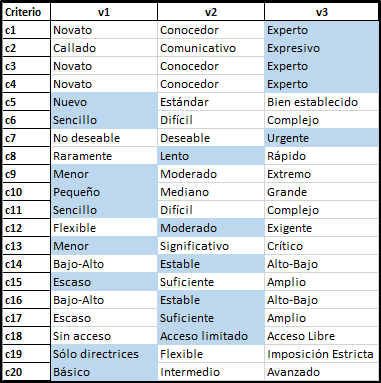 Criterio v1 v2 v3
c1 Novato Conocedor Experto
c2 Callado Comunicativo Expresivo
c3 Novato Conocedor Experto
c4 Novato Conocedor Experto
c5 Nuevo Estándar Bien establecido
c6 Sencillo Difícil Complejo
c7 No deseable Deseable Urgente
c8 Raramente Lento Rápido
c9 Menor Moderado Extremo
c10 Pequeño Mediano Grande
c11 Sencillo Difícil Complejo
c12 Flexible Moderado Exigente
c13 Menor Significativo Crítico
c14 Bajo-Alto Estable Alto-Bajo
c15 Escaso Suficiente Amplio
c16 Bajo-Alto Estable Alto-Bajo
c17 Escaso Suficiente Amplio
c18 Sin acceso Acceso limitado Acceso Libre
c19 Sólo directrices Flexible Imposición Estricta
c20 Básico Intermedio Avanzado